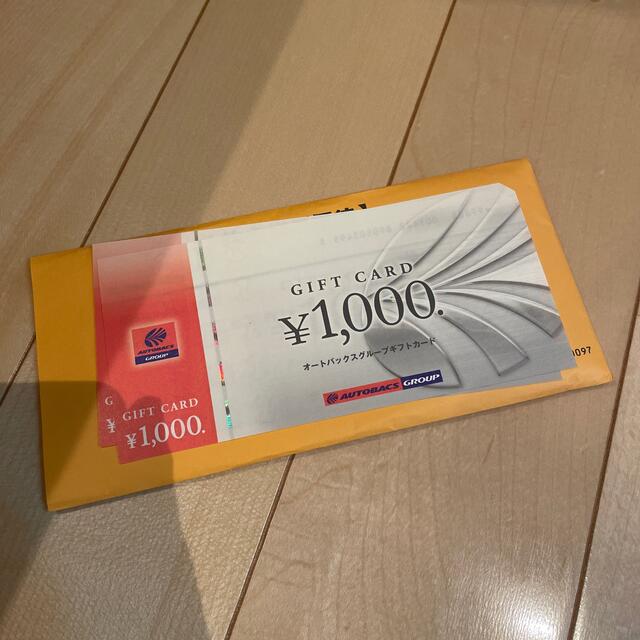 GIFT CARD
¥1,000.
オートバックスグループギフトカード
AUTOBACS GROUP
AUTOBACS
GROUP
GIFT CARD
¥1,000.
G
¥
0097